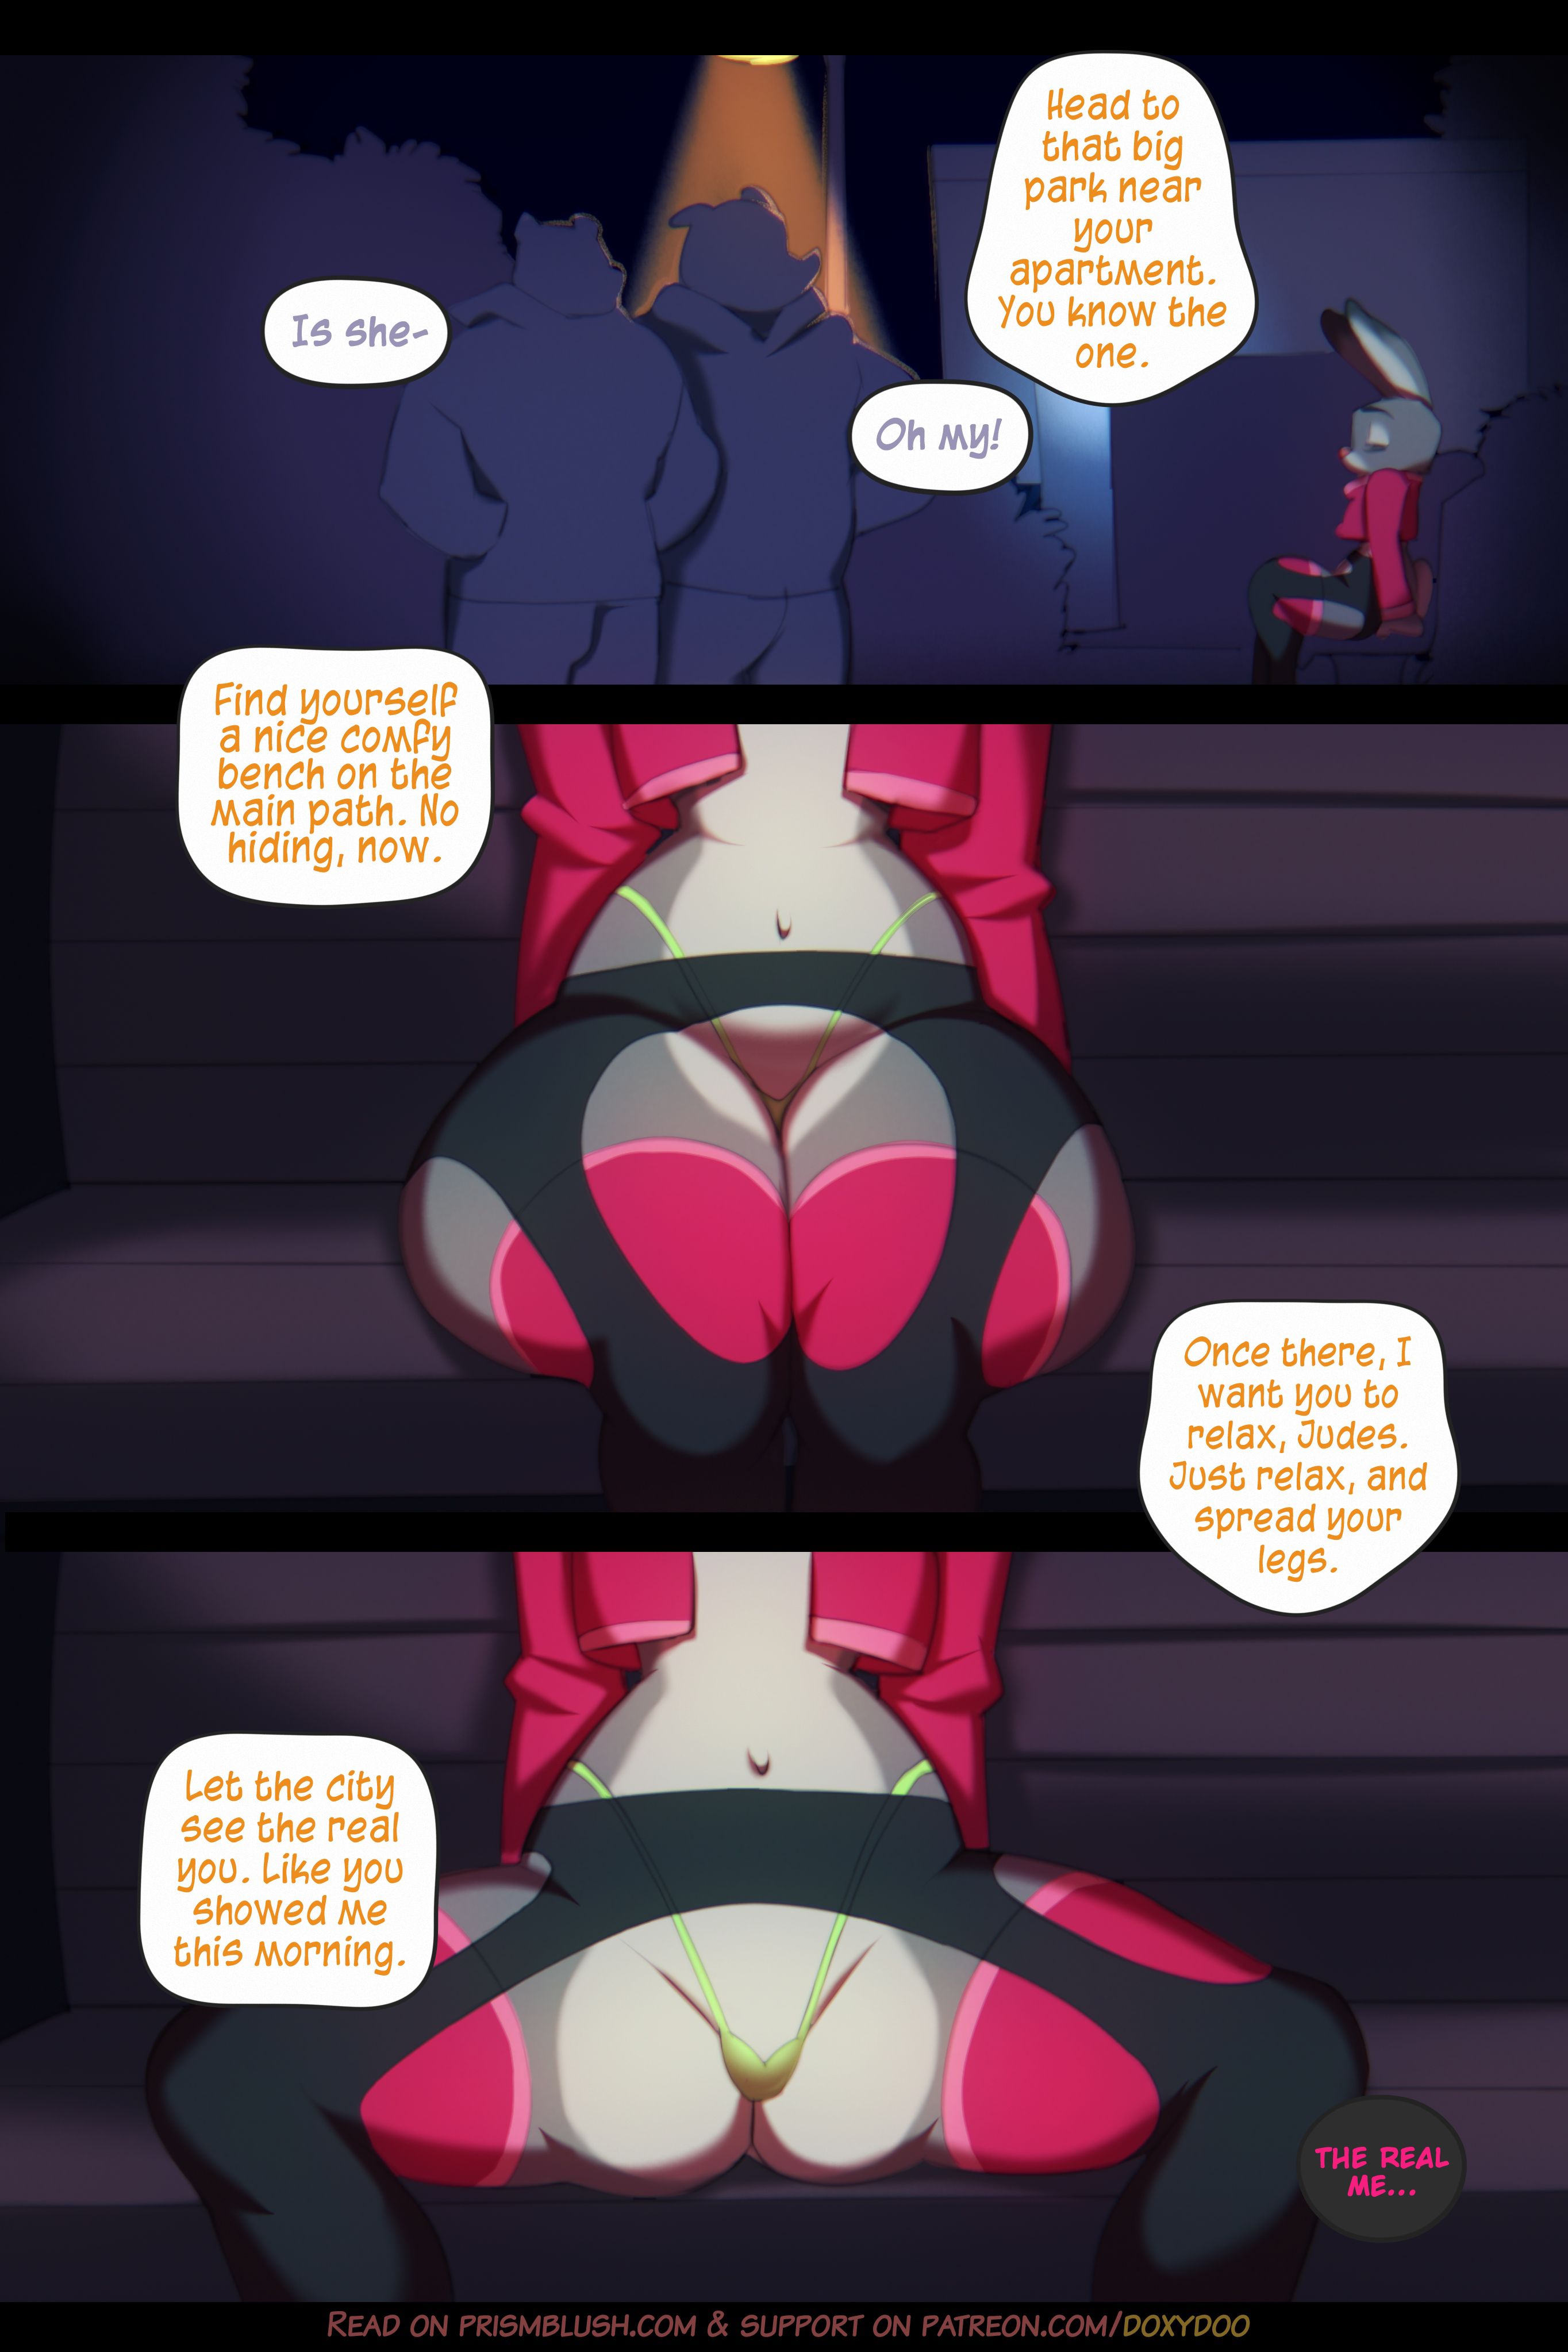 Head to
that big
park near
your
apartment.
You know the
one.
Is she-
Oh my!
Find yourself
a nice comfy
bench on the
main path. No
hiding, now.
Once there, I
want you to
relax, Judes.
Just relax, and
spread your
legs.
Let the city
see the real
you. Like you
showed me
this morning.
THE REAL
ME...
READ ON PRISMBLUSH.COM & SUPPORT ON PATREON.COM/DOXYDOO